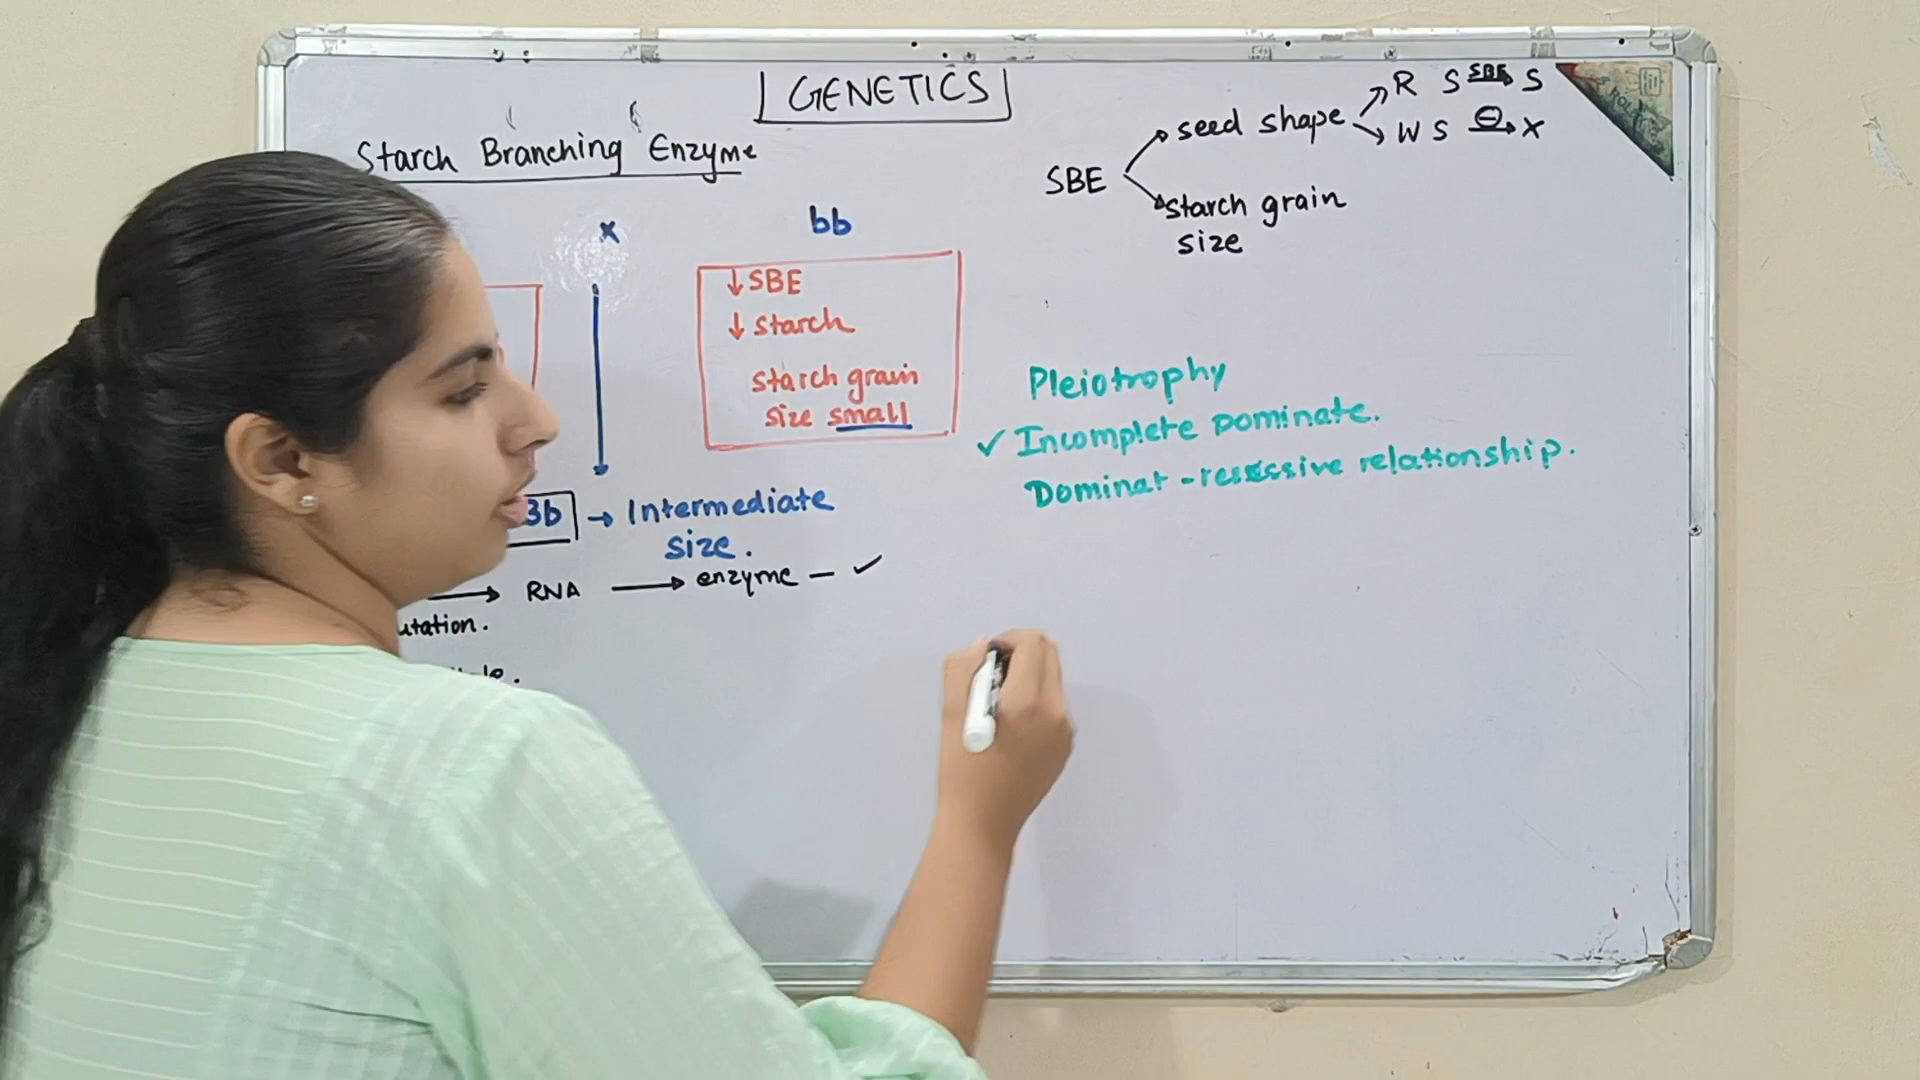 GENETICS
Starch Branching Enzyme
x
bb
↓ SBE
↓ starch
starch grain
size small
3b → Intermediate
size.
→ RNA → enzyme – ✓
utation.
SBE
seed shape
R S SBE→ S
W S ⊖→ X
starch grain
size
Pleiotrophy
✓ Incomplete Dominate.
Dominat - resessive relationship.